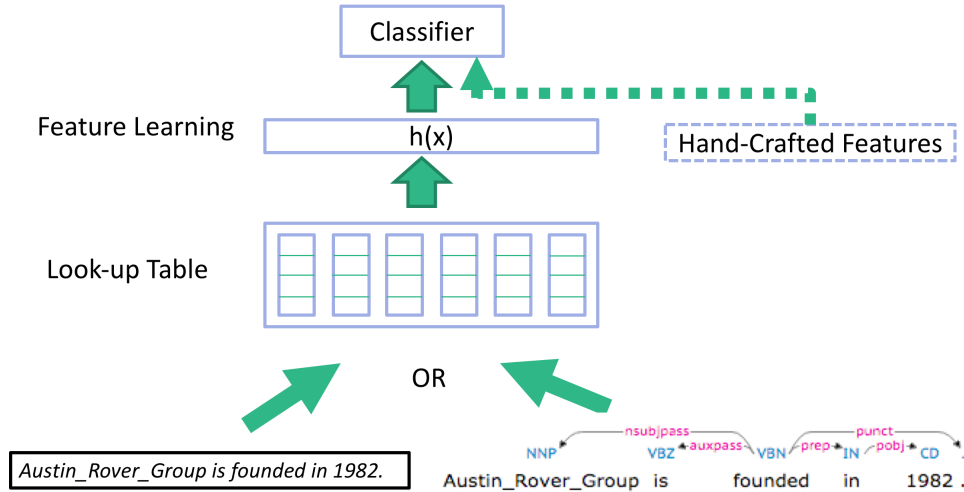 Classifier
Feature Learning
h(x)
Hand-Crafted Features
Look-up Table
OR
nsubjpass
punct
auxpass
prep
pobj
NNP VBZ VBN IN CD .
Austin_Rover_Group is founded in 1982.
Austin_Rover_Group is founded in 1982 .